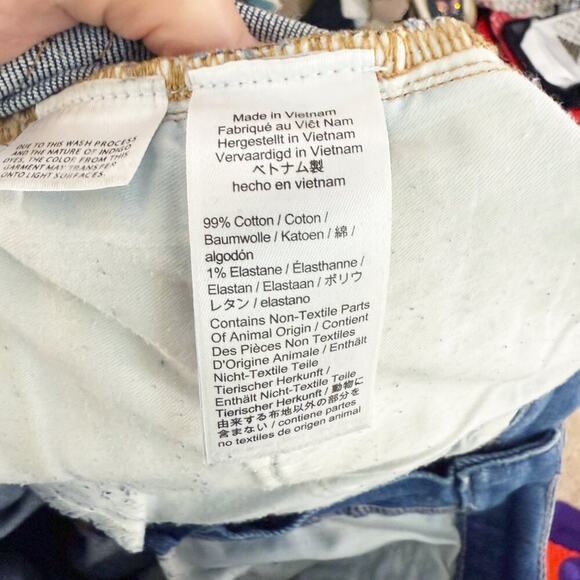 DUE TO THIS WASH PROCESS
AND THE NATURE OF INDIGO
DYES, THE COLOR FROM THIS
GARMENT MAY TRANSFER
ONTO LIGHT SURFACES.
Made in Vietnam
Fabriqué au Viêt Nam
Hergestellt in Vietnam
Vervaardigd in Vietnam
ベトナム製
hecho en vietnam
99% Cotton / Coton /
Baumwolle / Katoen / 綿 /
algodón
1% Elastane / Élasthanne /
Elastan / Elastaan / ポリウ
レタン / elastano
Contains Non-Textile Parts
Of Animal Origin / Contient
Des Pièces Non Textiles
D'Origine Animale / Enthält
Nicht-Textile Teile
Tierischer Herkunft /
Enthält Nicht-Textile Teile
Tierischer Herkunft / 動物に
由来する布地以外の部分を
含まない / contiene partes
no textiles de origen animal